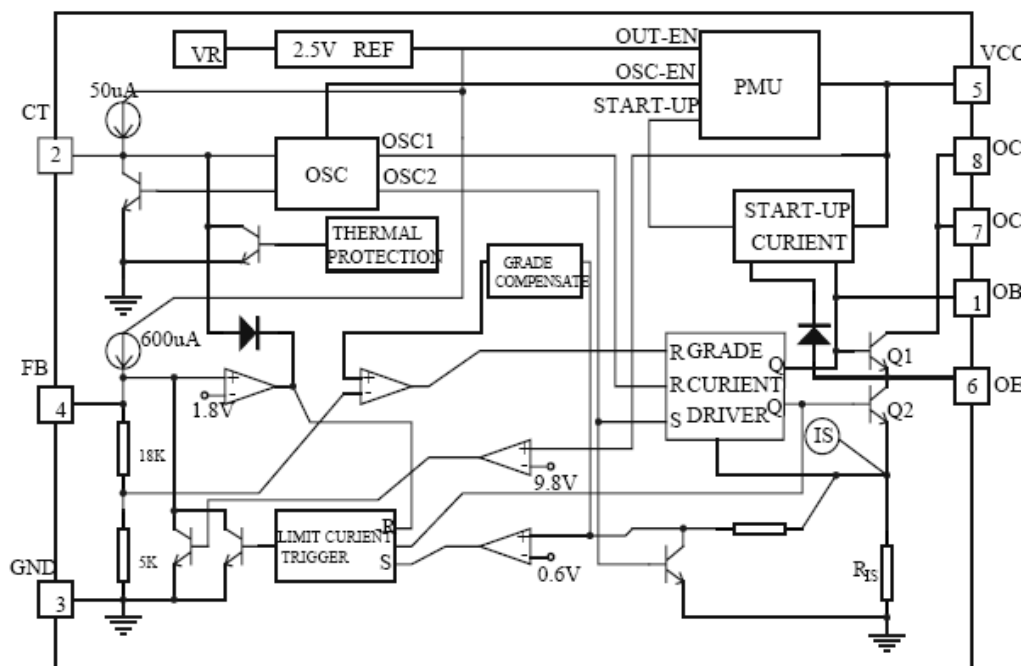 OUT-EN
VCC
VR
2.5V REF
50uA
OSC-EN
PMU
5
CT
START-UP
2
OSC1
OC
8
OSC
OSC2
START-UP
CURIENT
7
OC
THERMAL
PROTECTION
GRADE
COMPENSATE
OB
1
600uA
FB
R GRADE
Q
Q1
OE
6
+
-
1.8V
+
-
R CURIENT
4
Q
Q2
S DRIVER
IS
18K
+
-
9.8V
R
LIMIT CURIENT
TRIGGER
S
+
-
0.6V
5K
GND
RIS
3